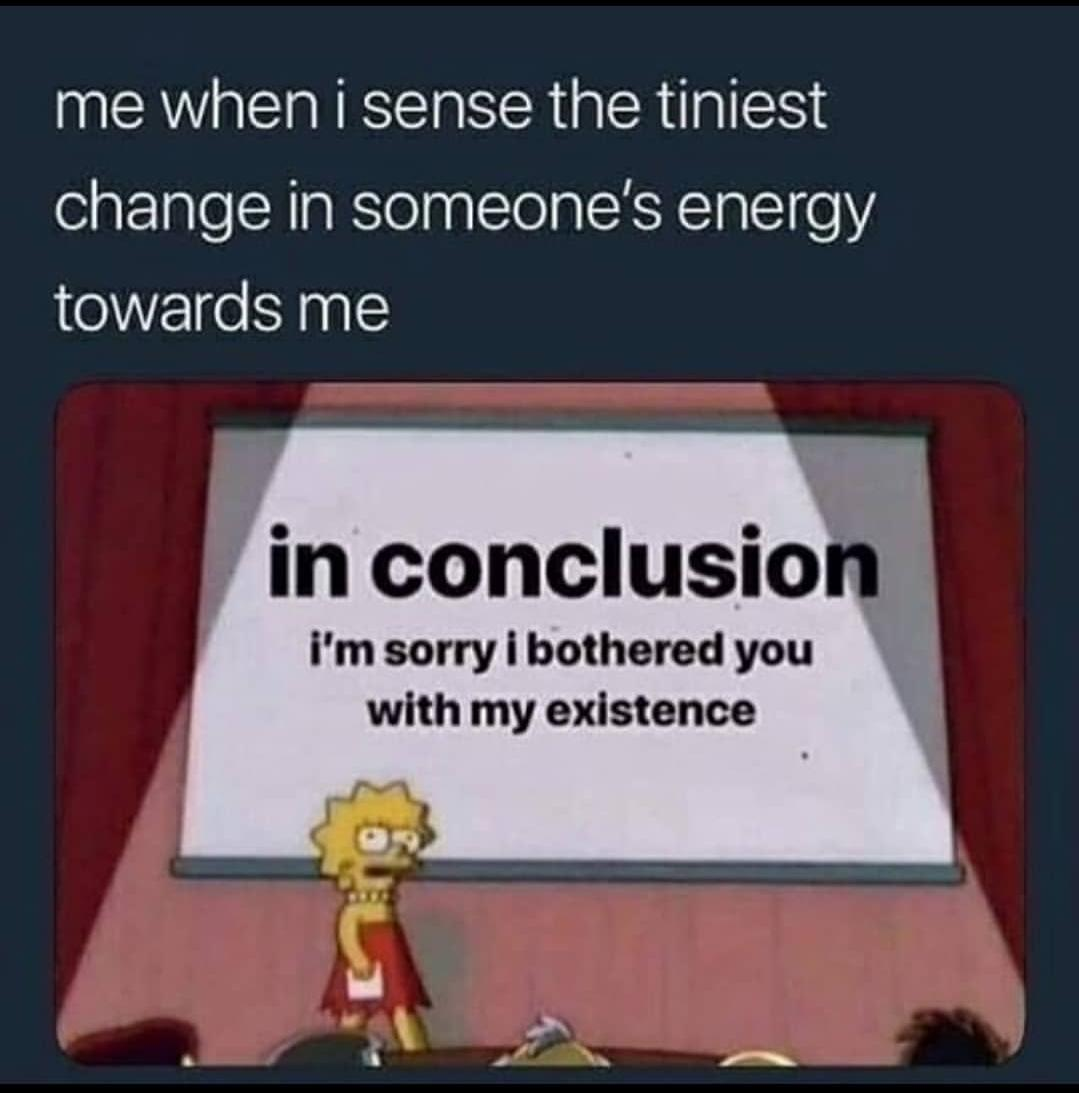 me when i sense the tiniest
change in someone's energy
towards me
in conclusion
i'm sorry i bothered you
with my existence